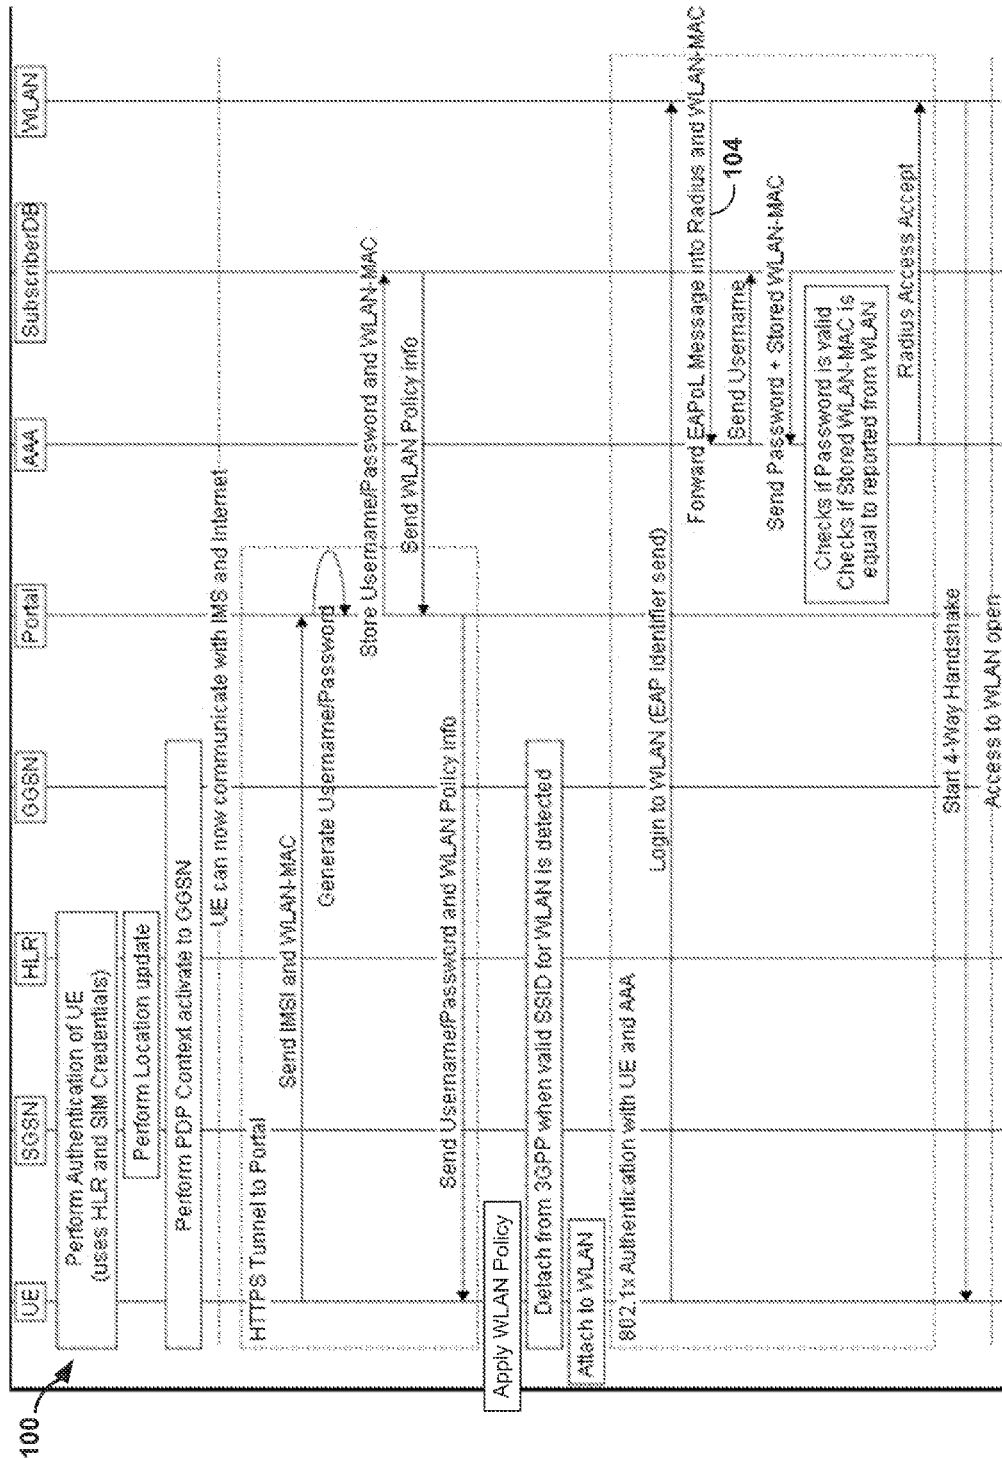 100
UE
SGSN
HLR
GGSN
Portal
AAA
SubscriberDB
WLAN
Perform Authentication of UE
(uses HLR and SIM Credentials)
Perform Location update
Perform PDP Context activate to GGSN
UE can now communicate with IMS and Internet
HTTPS Tunnel to Portal
Send IMSI and WLAN-MAC
Generate Username/Password
Store Username/Password and WLAN-MAC
Send WLAN Policy info
Send Username/Password and WLAN Policy info
Apply WLAN Policy
Detach from 3GPP when valid SSID for WLAN is detected
Attach to WLAN
802.1x Authentication with UE and AAA
Login to WLAN (EAP identifier send)
Forward EAPoL Message into Radius and WLAN-MAC
104
Send Username
Send Password + Stored WLAN-MAC
Checks if Password is valid
Checks if Stored WLAN-MAC is
equal to reported from WLAN
Radius Access Accept
Start 4-Way Handshake
Access to WLAN open